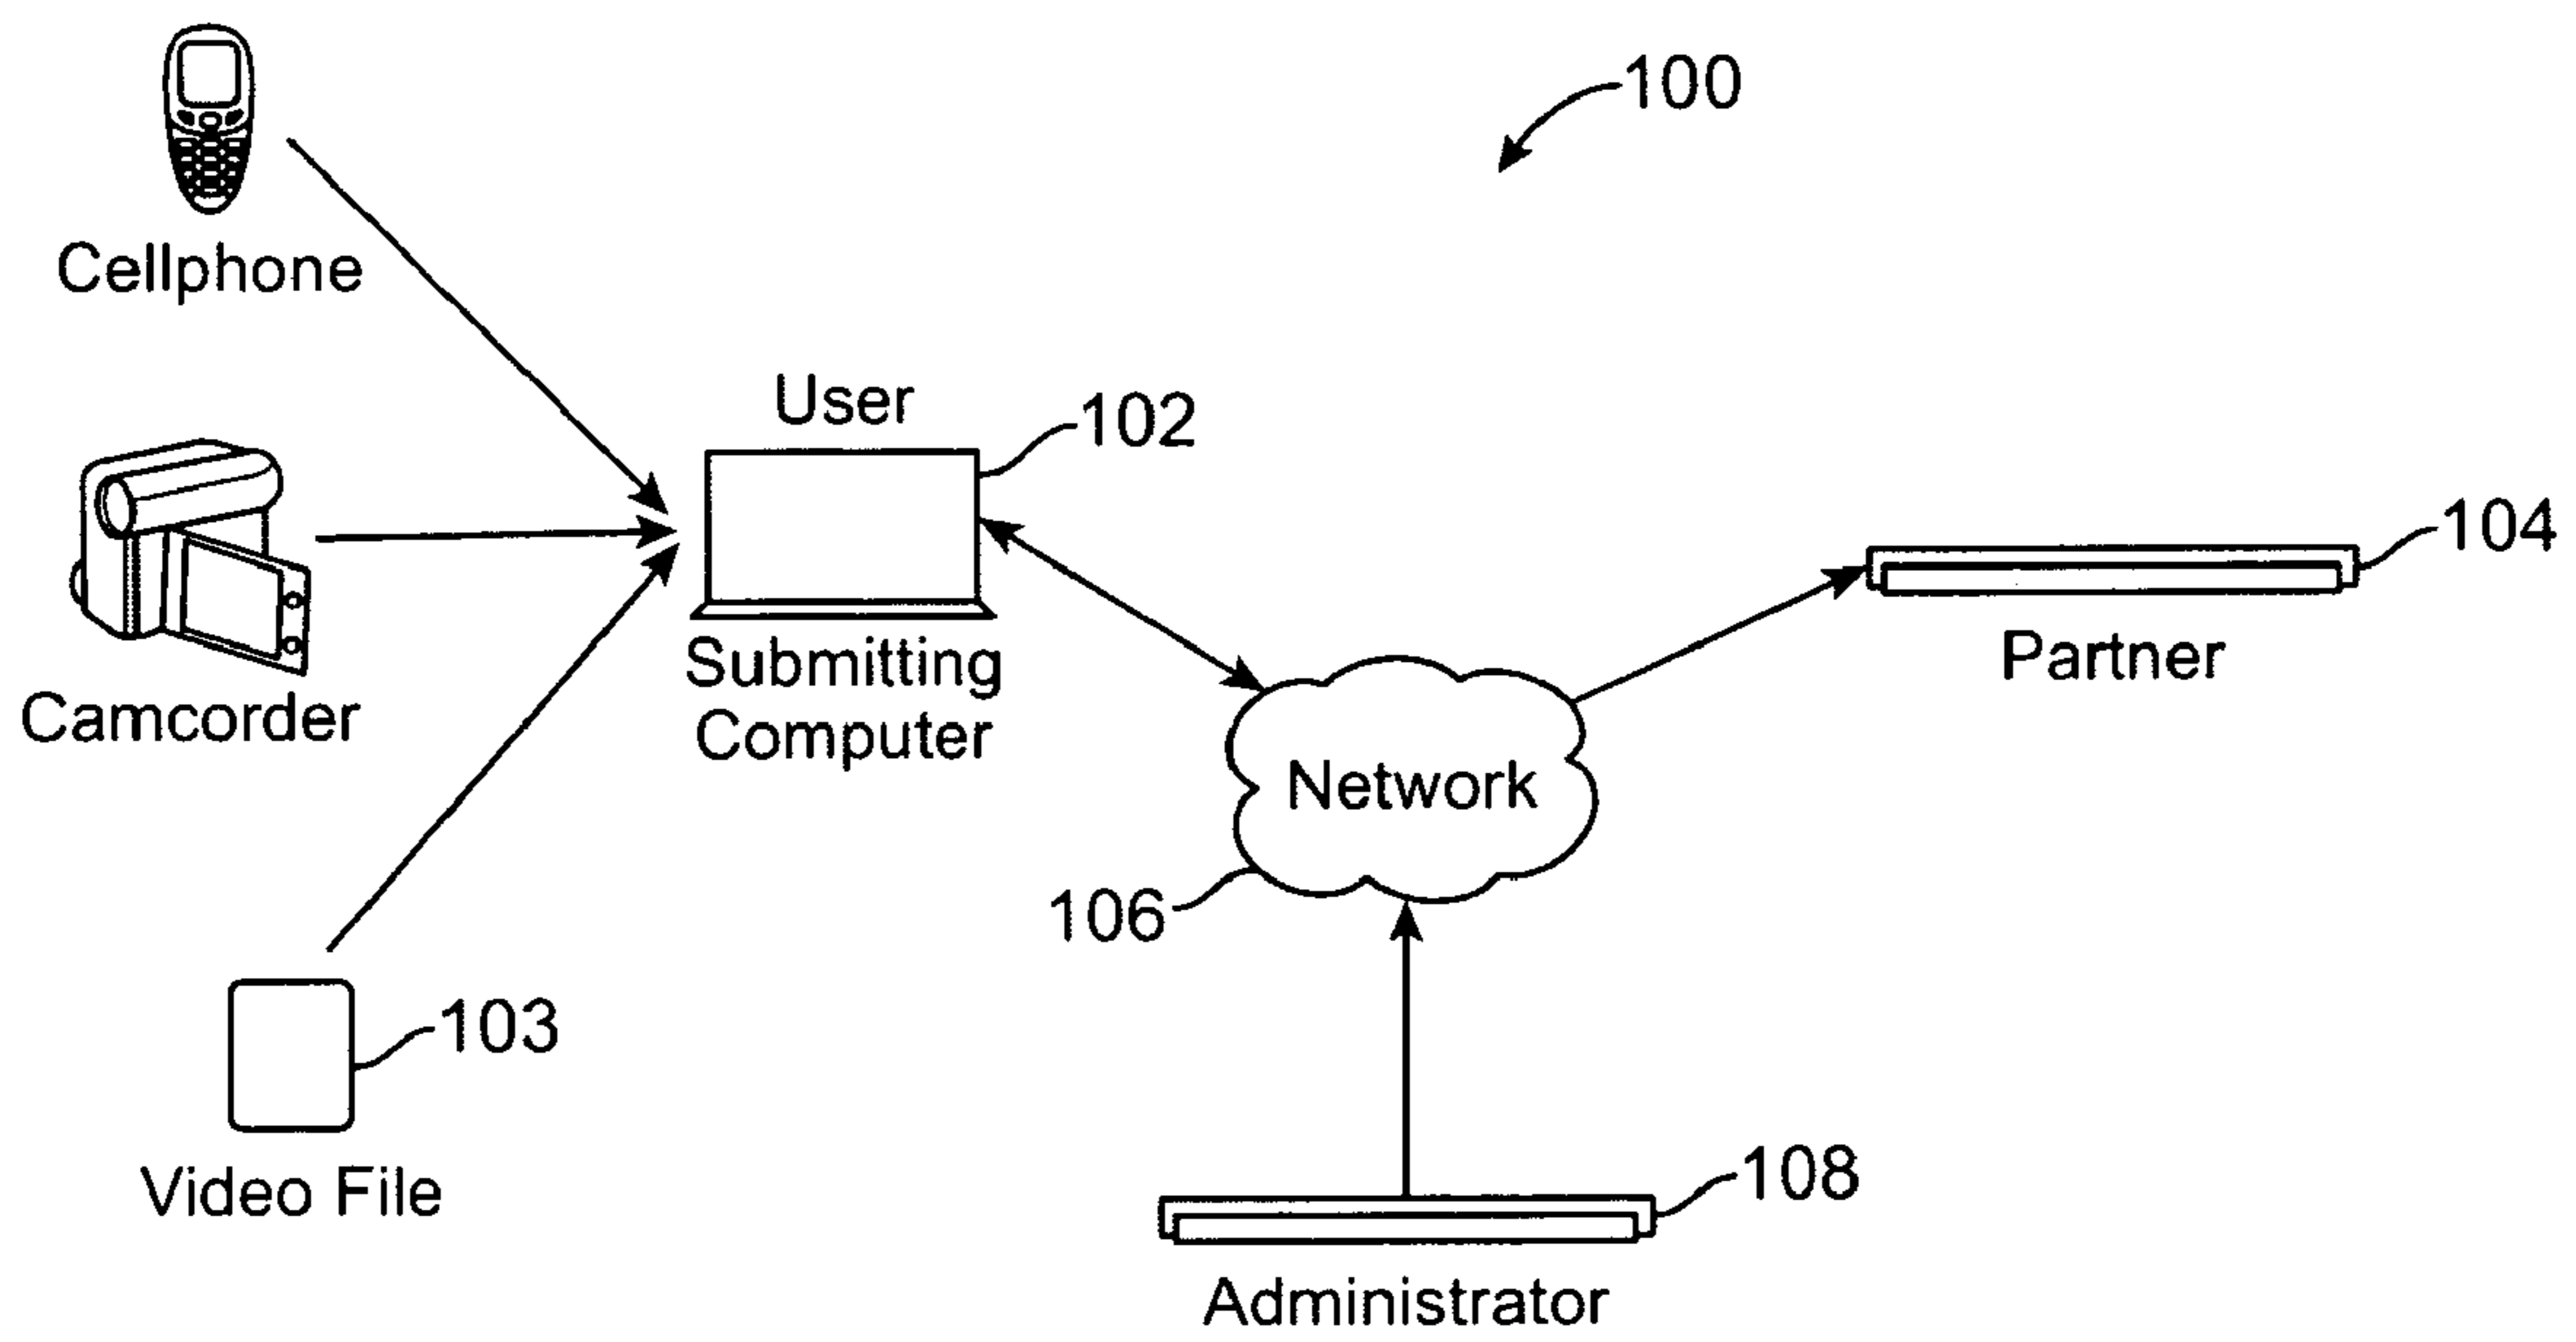 100
Cellphone
User
102
104
Submitting
Computer
Partner
Camcorder
Network
106
103
Video File
108
Administrator